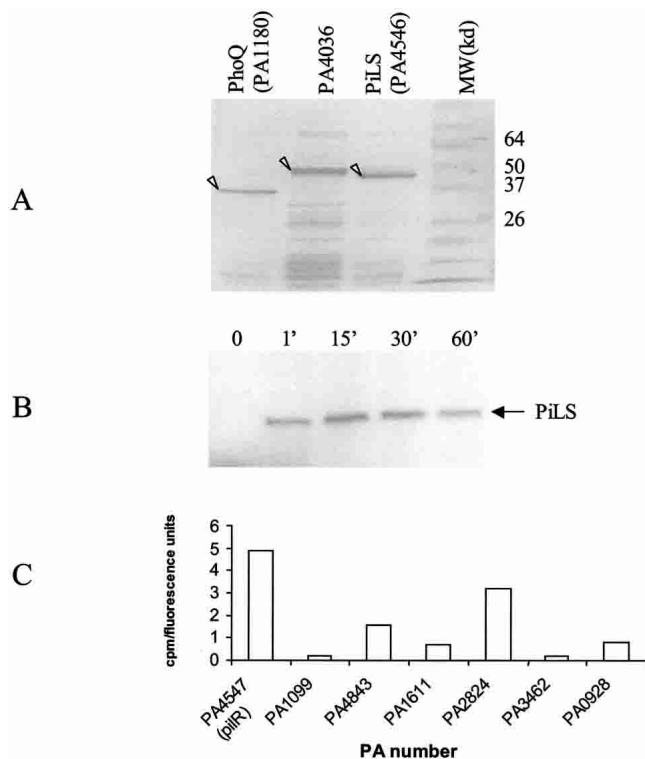 PhoQ
(PA1180)
PA4036
PiLS
(PA4546)
MW(kd)
64
50
37
26
A
0 1’ 15’ 30’ 60’
B
PiLS
C
cpm/fluorescence units
6
5
4
3
2
1
0
PA4547
(pilR)
PA1099
PA4843
PA1611
PA2824
PA3462
PA0928
PA number